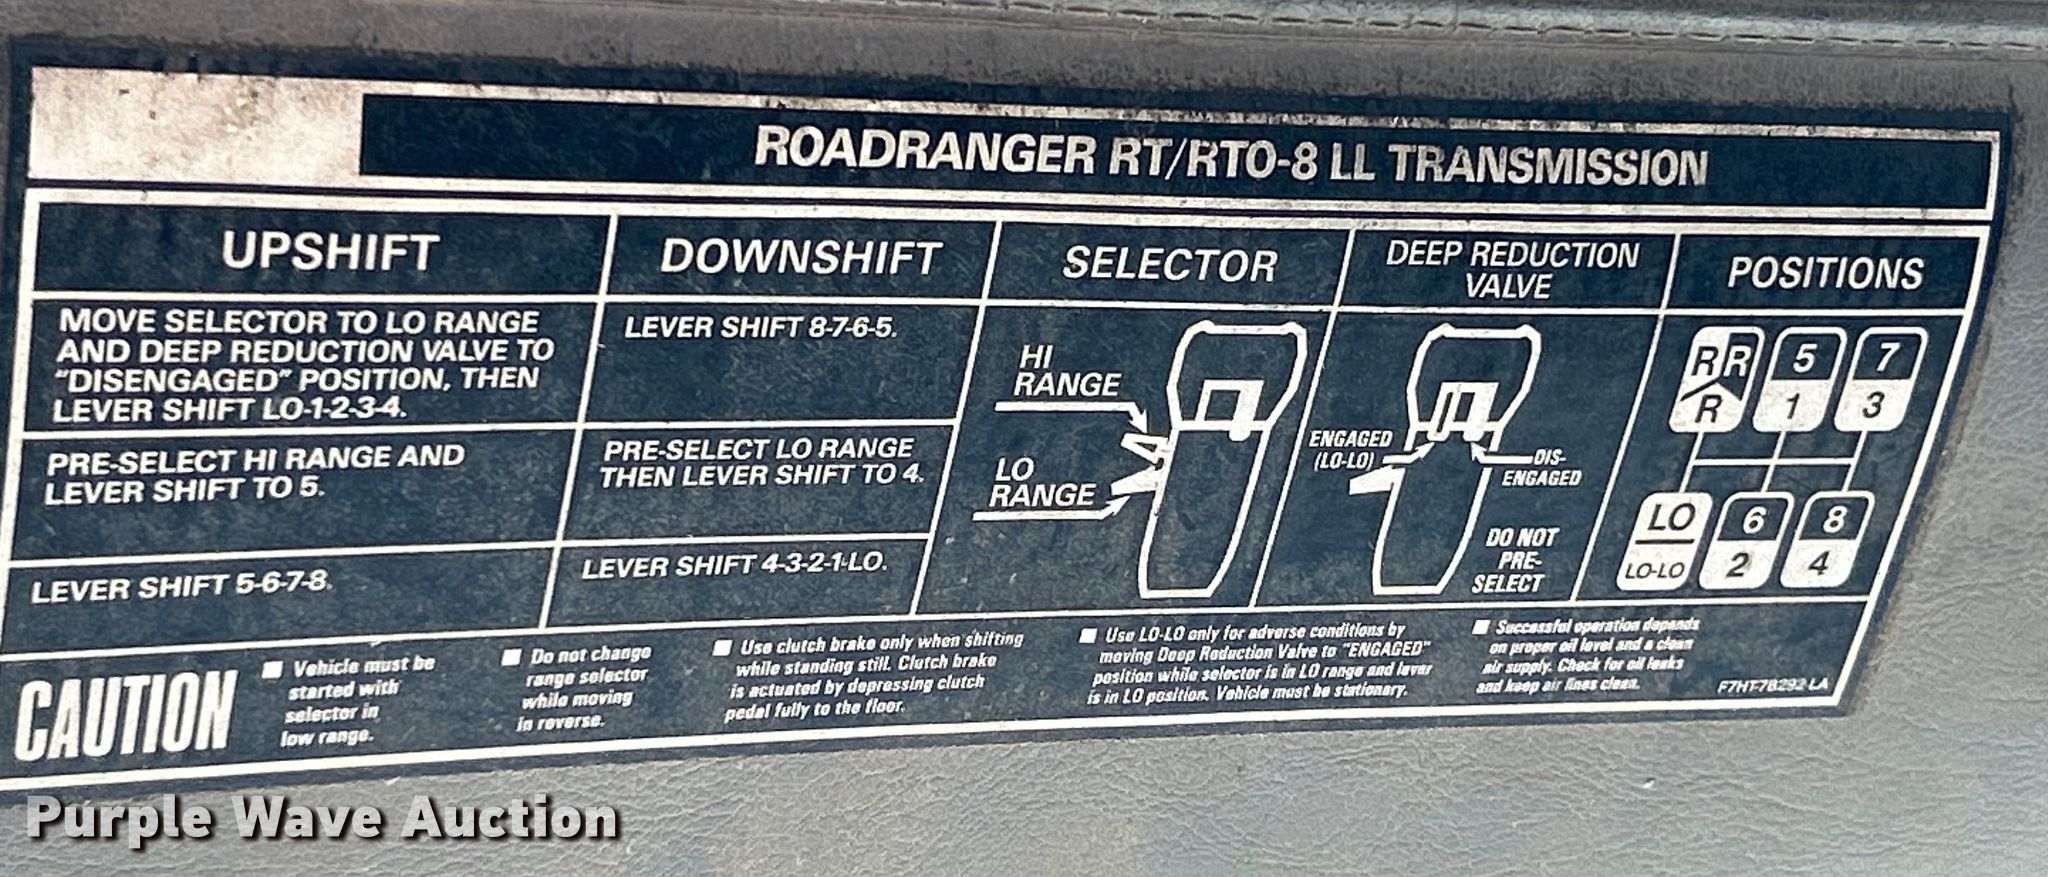 ROADRANGER RT/RTO-8 LL TRANSMISSION
UPSHIFT
MOVE SELECTOR TO LO RANGE
AND DEEP REDUCTION VALVE TO
"DISENGAGED" POSITION, THEN
LEVER SHIFT LO-1-2-3-4.
PRE-SELECT HI RANGE AND
LEVER SHIFT TO 5.
LEVER SHIFT 5-6-7-8.
DOWNSHIFT
LEVER SHIFT 8-7-6-5.
PRE-SELECT LO RANGE
THEN LEVER SHIFT TO 4.
LEVER SHIFT 4-3-2-1-LO.
SELECTOR
HI
RANGE
LO
RANGE
DEEP REDUCTION
VALVE
ENGAGED
(LO-LO)
DIS-
ENGAGED
DO NOT
PRE-
SELECT
POSITIONS
R R 5 7
R 1 3
LO 6 8
LO-LO 2 4
CAUTION
Vehicle must be
started with
selector in
low range.
Do not change
range selector
while moving
in reverse.
Use clutch brake only when shifting
while standing still. Clutch brake
is actuated by depressing clutch
pedal fully to the floor.
Use LO-LO only for adverse conditions by
moving Deep Reduction Valve to "ENGAGED"
position while selector is in LO range and lever
is in LO position. Vehicle must be stationary.
Successful operation depends
on proper oil level and a clean
air supply. Check for oil leaks
and keep air lines clean.
F7HT-7B292-LA
Purple Wave Auction